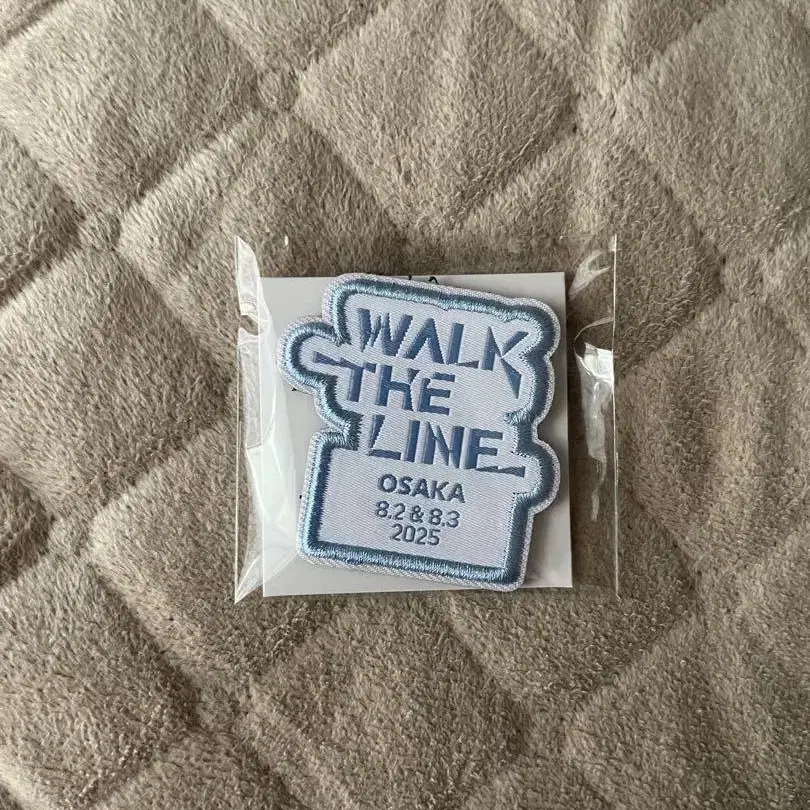 WALK
THE
LINE
OSAKA
8.2 & 8.3
2025